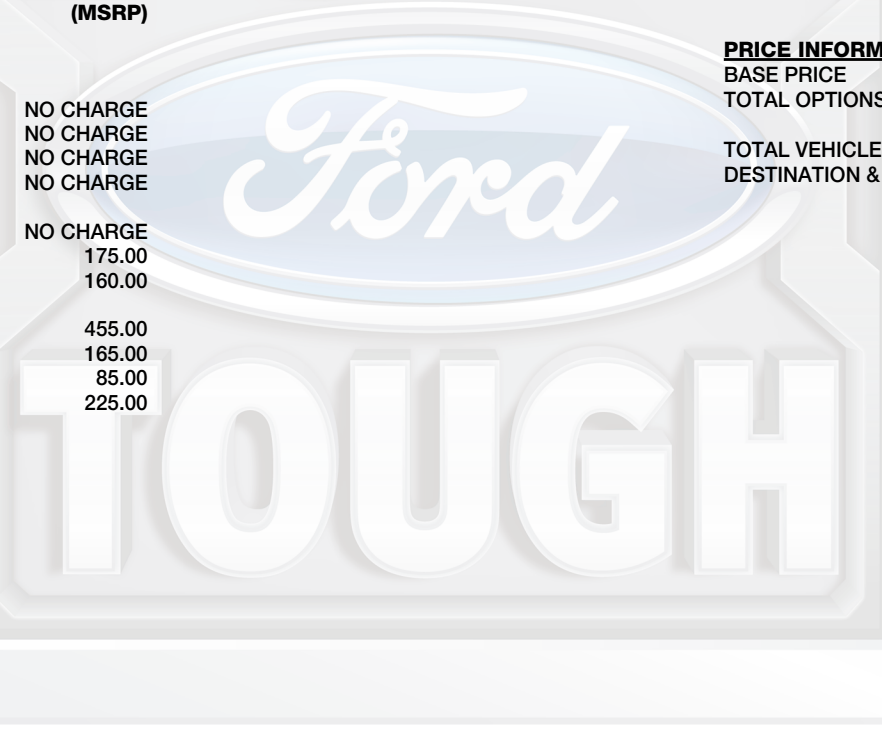 (MSRP)
NO CHARGE
NO CHARGE
NO CHARGE
NO CHARGE
NO CHARGE
175.00
160.00
455.00
165.00
85.00
225.00
PRICE INFORM
BASE PRICE
TOTAL OPTIONS
TOTAL VEHICLE
DESTINATION &
Ford
TOUGH